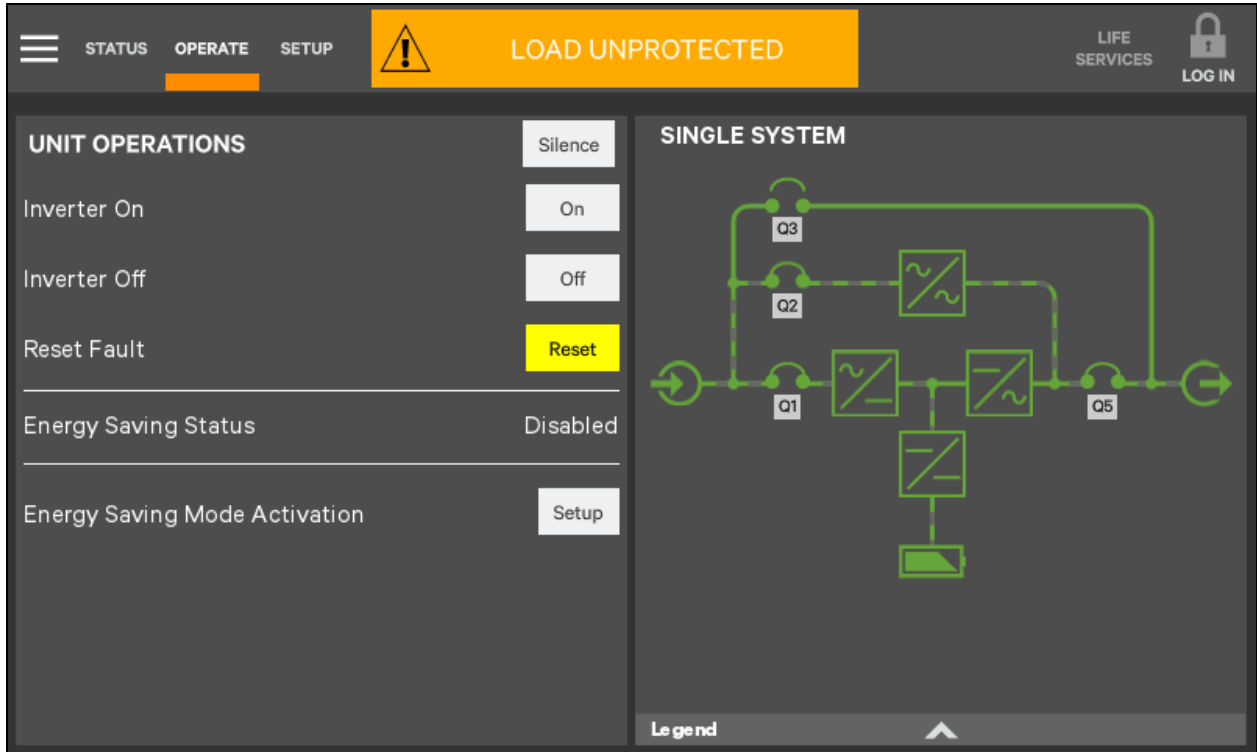 STATUS OPERATE SETUP
LOAD UNPROTECTED
LIFE
SERVICES
LOG IN
UNIT OPERATIONS
Silence
Inverter On
On
Inverter Off
Off
Reset Fault
Reset
Energy Saving Status
Disabled
Energy Saving Mode Activation
Setup
SINGLE SYSTEM
Q3
Q2
Q1
Q5
Legend